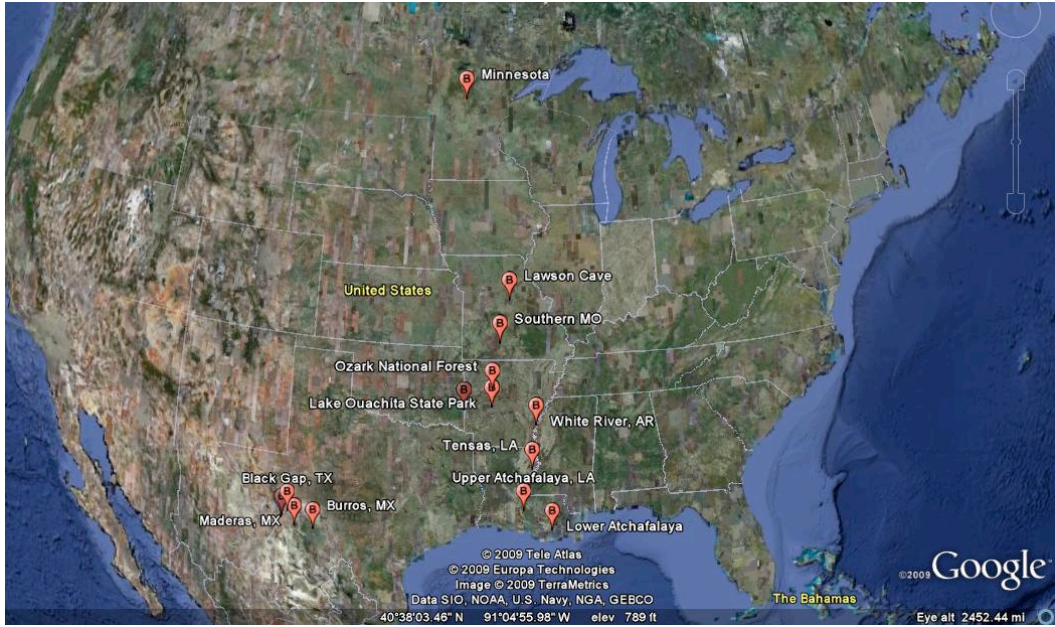 Minnesota
Lawson Cave
United States
Southern MO
Ozark National Forest
Lake Ouachita State Park
White River, AR
Tensas, LA
Upper Atchafalaya, LA
Black Gap, TX
Burros, MX
Maderas, MX
Lower Atchafalaya
© 2009 Tele Atlas
© 2009 Europa Technologies
Image © 2009 TerraMetrics
Data SIO, NOAA, U.S. Navy, NGA, GEBCO
©2009 Google
The Bahamas
40°38'03.46" N 91°04'55.98" W elev 789 ft
Eye alt 2452.44 mi